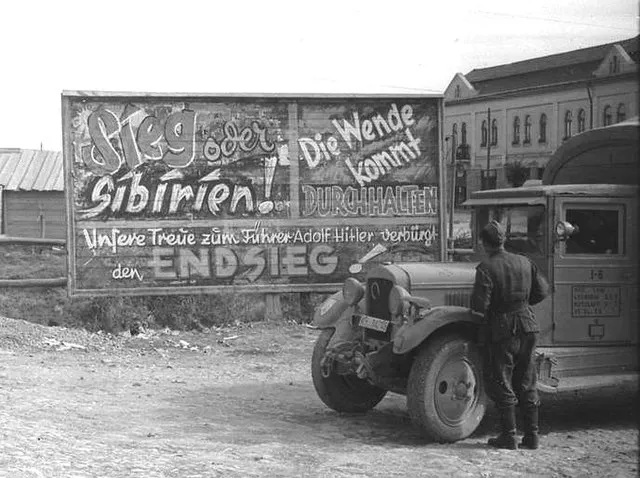 Sieg oder
Sibirien!
Die Wende
kommt
DURCHHALTEN
Unsere Treue zum Führer Adolf Hitler verbürgt
den ENDSIEG!